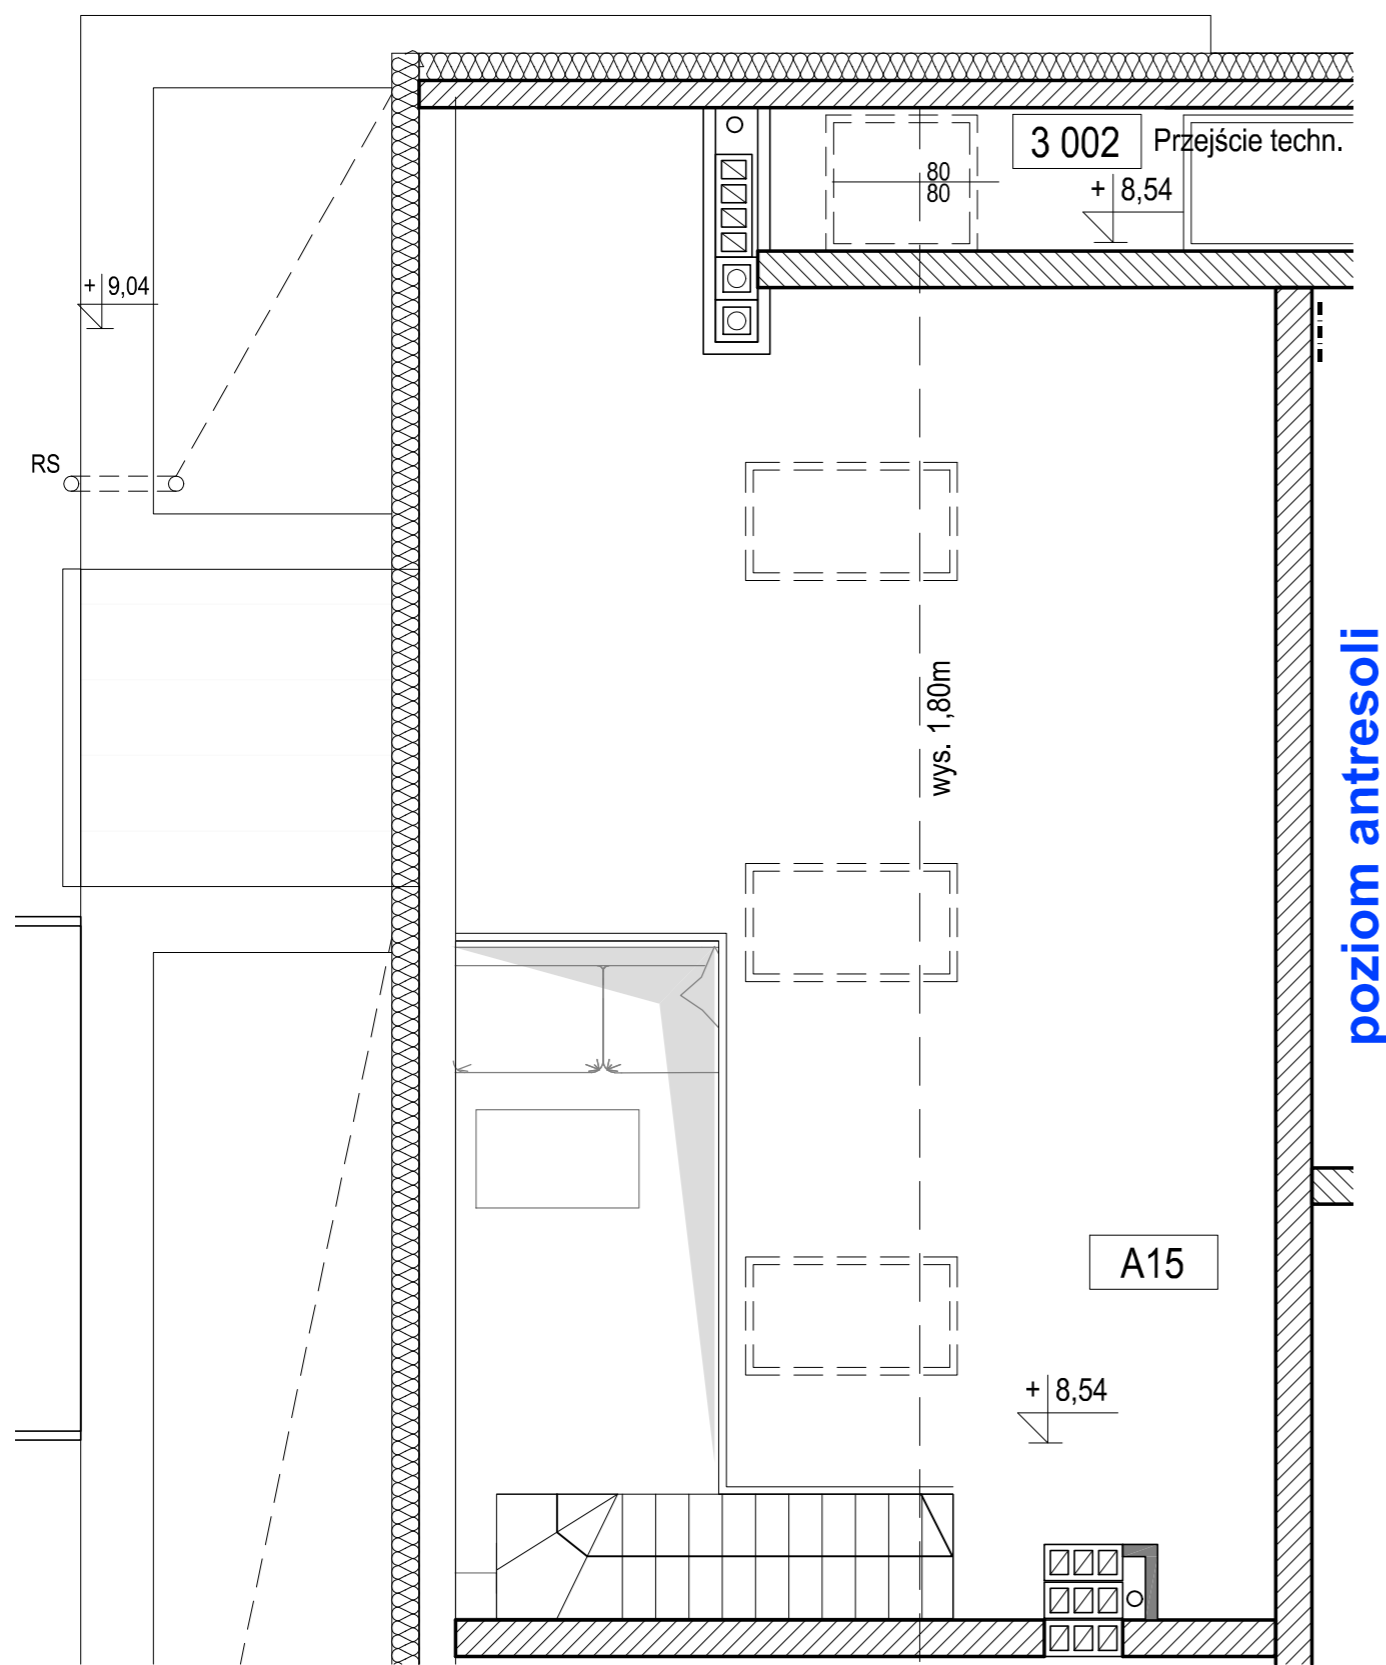 3 002 Przejście techn.
80
80
+ 8,54
+ 9,04
RS
wys. 1,80m
poziom antresoli
A15
+ 8,54